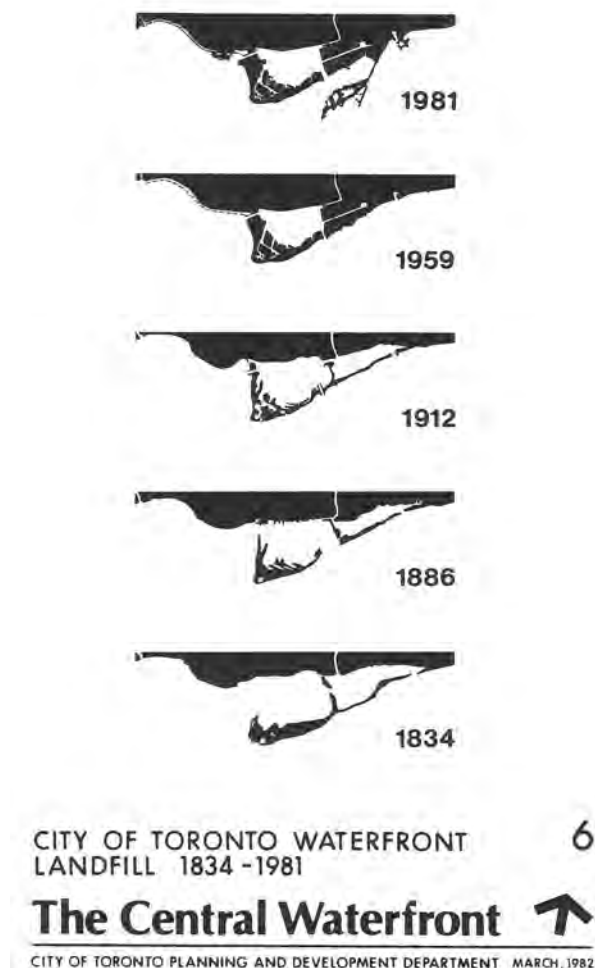 1981
1959
1912
1886
1834
CITY OF TORONTO WATERFRONT 6
LANDFILL 1834-1981
The Central Waterfront
CITY OF TORONTO PLANNING AND DEVELOPMENT DEPARTMENT MARCH.1982